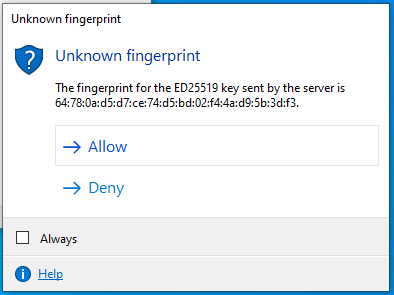 Unknown fingerprint
Unknown fingerprint
The fingerprint for the ED25519 key sent by the server is
64:78:0a:d5:d7:ce:74:d5:bd:02:f4:4a:d9:5b:3d:f3.
Allow
Deny
Always
Help